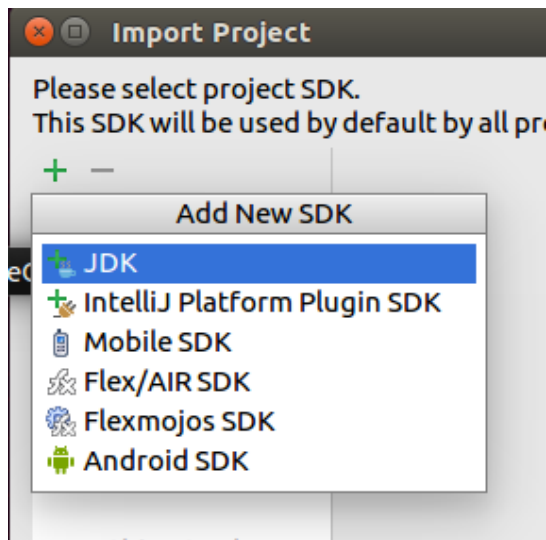 Import Project
Please select project SDK.
This SDK will be used by default by all pr
Add New SDK
JDK
IntelliJ Platform Plugin SDK
Mobile SDK
Flex/AIR SDK
Flexmojos SDK
Android SDK